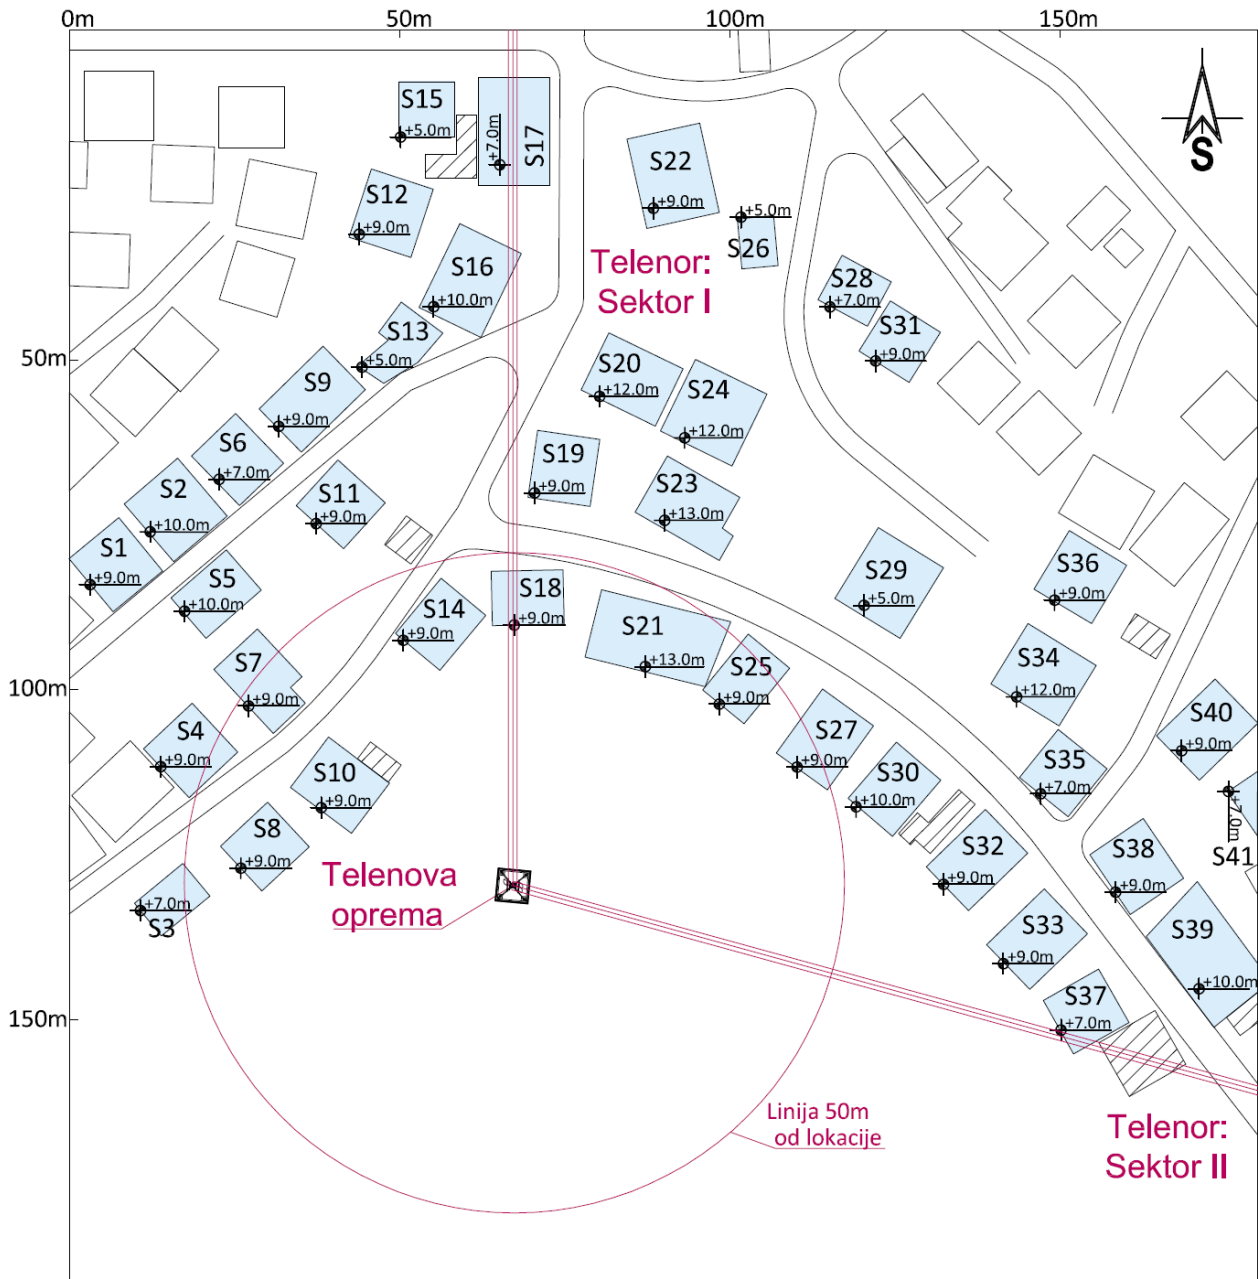 0m
50m
100m
150m
S15
+5.0m
+7.0m
S17
S22
+9.0m
S12
+9.0m
+5.0m
S26
S16
+10.0m
Telenor:
Sektor I
S28
+7.0m
S13
+5.0m
S31
+9.0m
50m
S20
+12.0m
S24
+12.0m
S9
+9.0m
S6
+7.0m
S19
+9.0m
S23
+13.0m
S2
+10.0m
S11
+9.0m
S1
+9.0m
S5
+10.0m
S29
+5.0m
S36
+9.0m
S14
+9.0m
S18
+9.0m
S21
+13.0m
S25
+9.0m
S7
+9.0m
S34
+12.0m
100m
S4
+9.0m
S27
+9.0m
S40
+9.0m
S10
+9.0m
S30
+10.0m
S35
+7.0m
+7.0m
S41
S8
+9.0m
S32
+9.0m
S38
+9.0m
Telenova
oprema
+7.0m
S3
S33
+9.0m
S39
+10.0m
S37
+7.0m
150m
Linija 50m
od lokacije
Telenor:
Sektor II
S